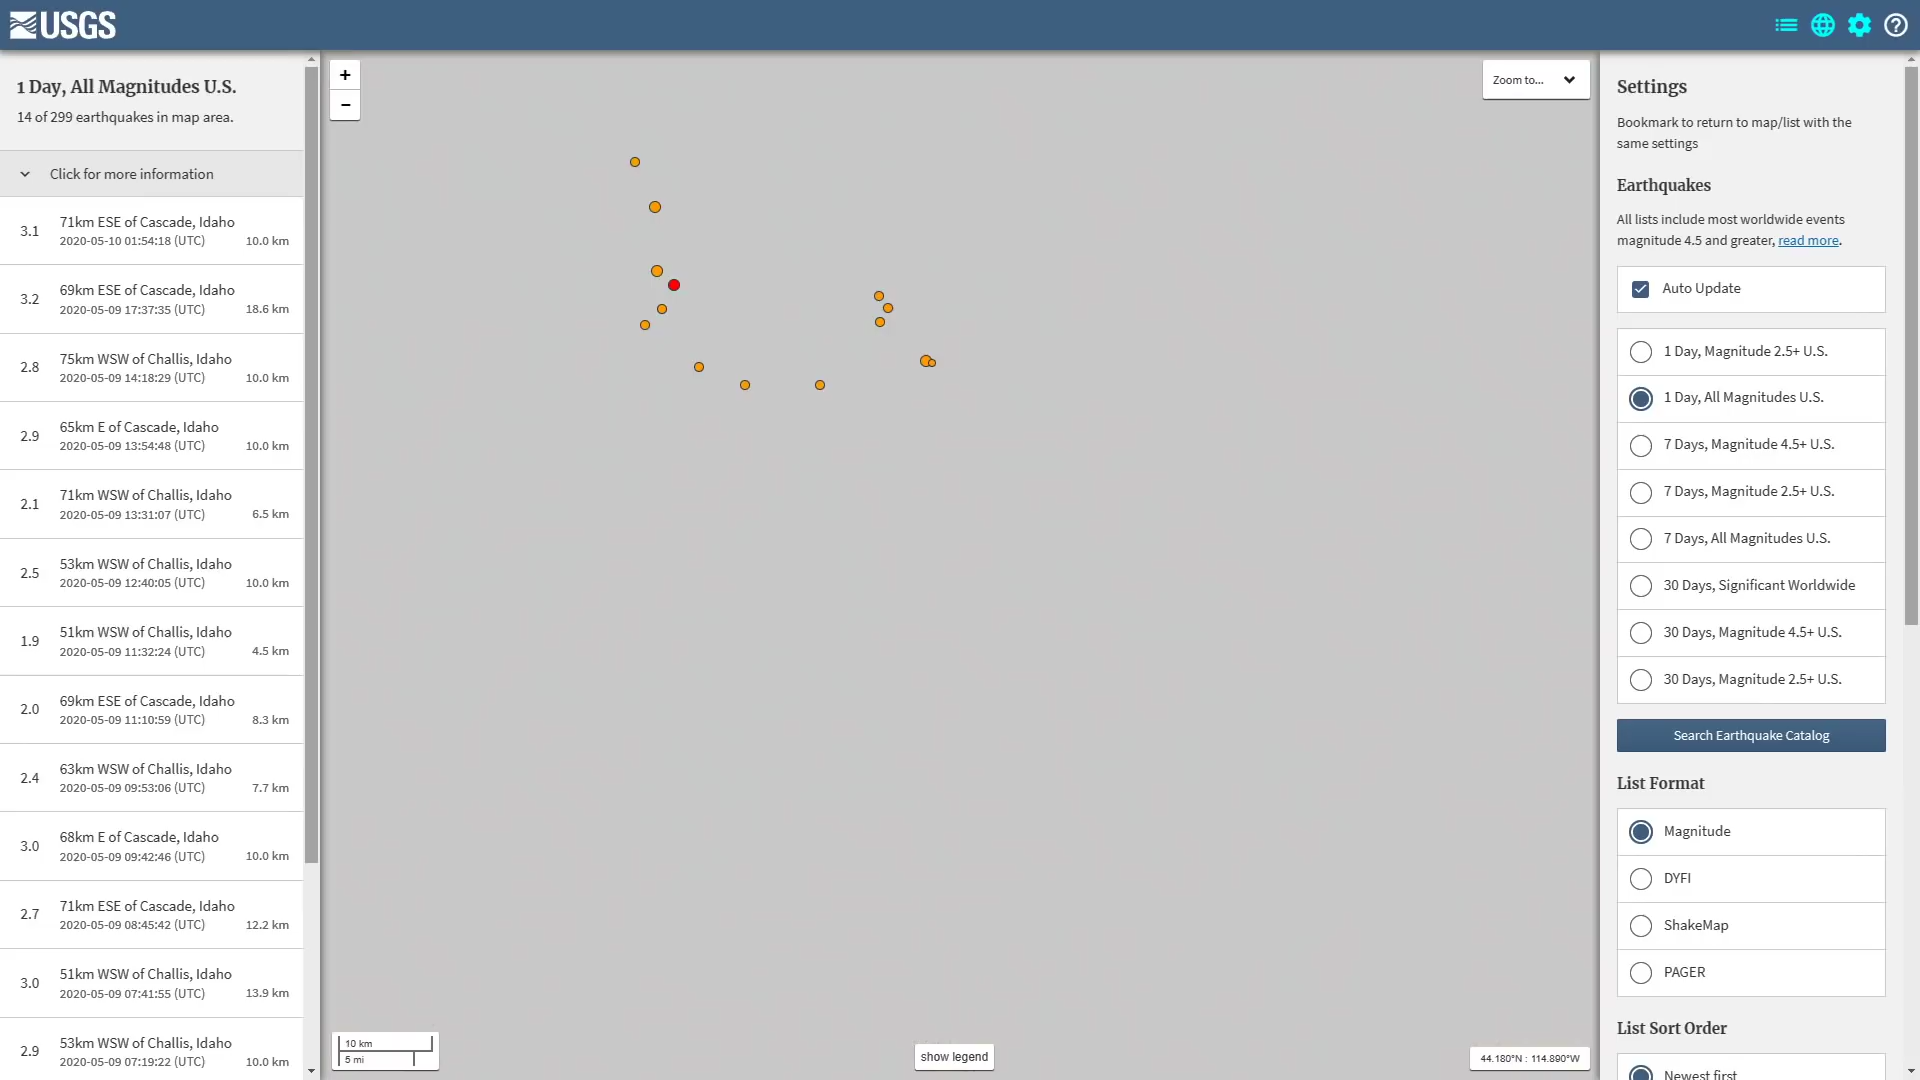 USGS
1 Day, All Magnitudes U.S.
14 of 299 earthquakes in map area.
Click for more information
3.1
71km ESE of Cascade, Idaho
2020-05-10 01:54:18 (UTC)
10.0 km
3.2
69km ESE of Cascade, Idaho
2020-05-09 17:37:35 (UTC)
18.6 km
2.8
75km WSW of Challis, Idaho
2020-05-09 14:18:29 (UTC)
10.0 km
2.9
65km E of Cascade, Idaho
2020-05-09 13:54:48 (UTC)
10.0 km
2.1
71km WSW of Challis, Idaho
2020-05-09 13:31:07 (UTC)
6.5 km
2.5
53km WSW of Challis, Idaho
2020-05-09 12:40:05 (UTC)
10.0 km
1.9
51km WSW of Challis, Idaho
2020-05-09 11:32:24 (UTC)
4.5 km
2.0
69km ESE of Cascade, Idaho
2020-05-09 11:10:59 (UTC)
8.3 km
2.4
63km WSW of Challis, Idaho
2020-05-09 09:53:06 (UTC)
7.7 km
3.0
68km E of Cascade, Idaho
2020-05-09 09:42:46 (UTC)
10.0 km
2.7
71km ESE of Cascade, Idaho
2020-05-09 08:45:42 (UTC)
12.2 km
3.0
51km WSW of Challis, Idaho
2020-05-09 07:41:55 (UTC)
13.9 km
2.9
53km WSW of Challis, Idaho
2020-05-09 07:19:22 (UTC)
10.0 km
+
−
Zoom to...
10 km
5 mi
show legend
44.180°N : 114.890°W
Settings
Bookmark to return to map/list with the
same settings
Earthquakes
All lists include most worldwide events
magnitude 4.5 and greater, read more.
Auto Update
1 Day, Magnitude 2.5+ U.S.
1 Day, All Magnitudes U.S.
7 Days, Magnitude 4.5+ U.S.
7 Days, Magnitude 2.5+ U.S.
7 Days, All Magnitudes U.S.
30 Days, Significant Worldwide
30 Days, Magnitude 4.5+ U.S.
30 Days, Magnitude 2.5+ U.S.
Search Earthquake Catalog
List Format
Magnitude
DYFI
ShakeMap
PAGER
List Sort Order
Newest first